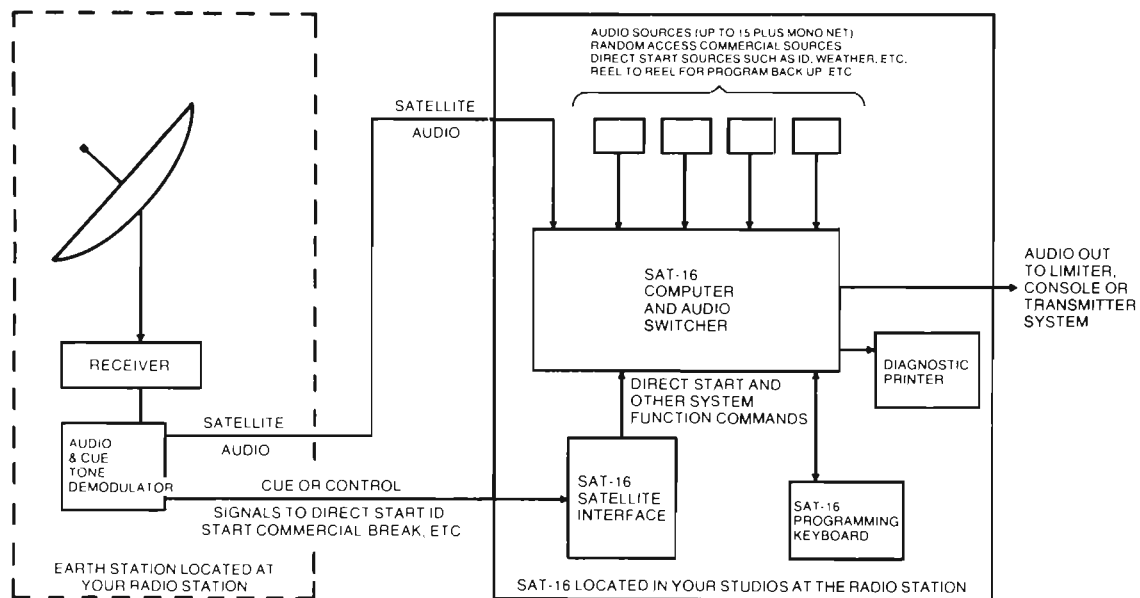 AUDIO SOURCES (UP TO 15 PLUS MONO NET)
RANDOM ACCESS COMMERCIAL SOURCES
DIRECT START SOURCES SUCH AS ID, WEATHER, ETC.
REEL TO REEL FOR PROGRAM BACK UP ETC
SATELLITE
AUDIO
SAT-16
COMPUTER
AND AUDIO
SWITCHER
AUDIO OUT
TO LIMITER,
CONSOLE OR
TRANSMITTER
SYSTEM
RECEIVER
DIAGNOSTIC
PRINTER
DIRECT START AND
OTHER SYSTEM
FUNCTION COMMANDS
SATELLITE
AUDIO
AUDIO
& CUE
TONE
DEMODULATOR
CUE OR CONTROL
SIGNALS TO DIRECT START ID
START COMMERCIAL BREAK, ETC
SAT-16
SATELLITE
INTERFACE
SAT-16
PROGRAMMING
KEYBOARD
EARTH STATION LOCATED AT
YOUR RADIO STATION
SAT-16 LOCATED IN YOUR STUDIOS AT THE RADIO STATION